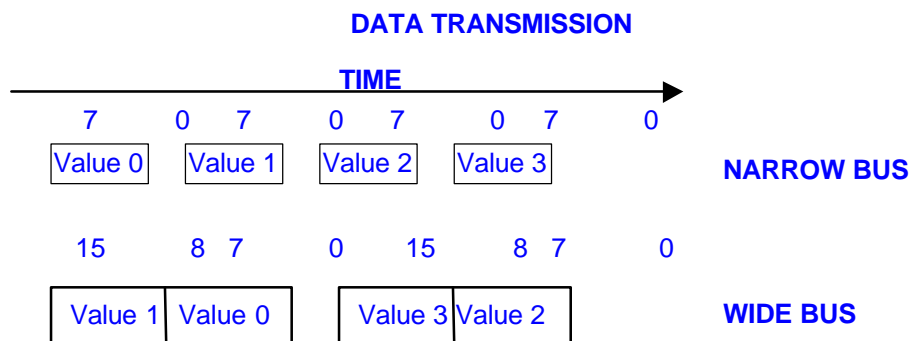 DATA TRANSMISSION
TIME
7 0 7 0 7 0 7 0
Value 0 Value 1 Value 2 Value 3 NARROW BUS
15 8 7 0 15 8 7 0
Value 1 Value 0 Value 3 Value 2 WIDE BUS